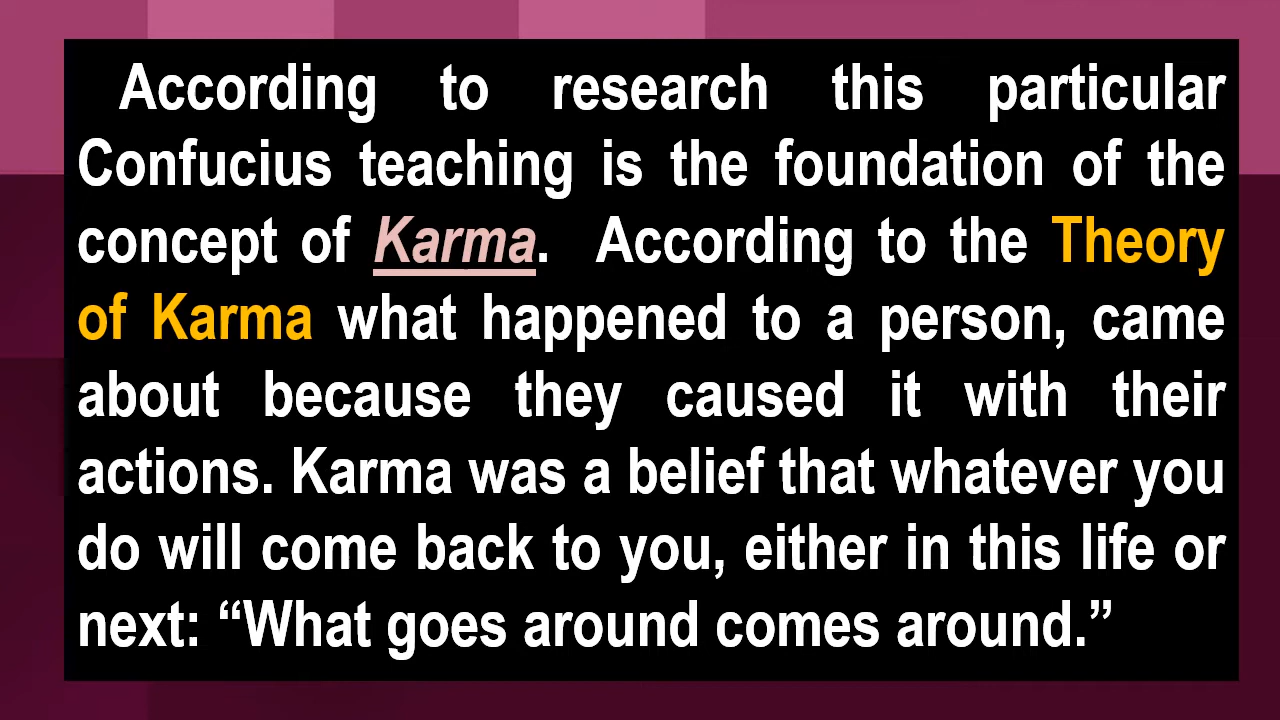 According to research this particular
Confucius teaching is the foundation of the
concept of Karma. According to the Theory
of Karma what happened to a person, came
about because they caused it with their
actions. Karma was a belief that whatever you
do will come back to you, either in this life or
next: “What goes around comes around.”